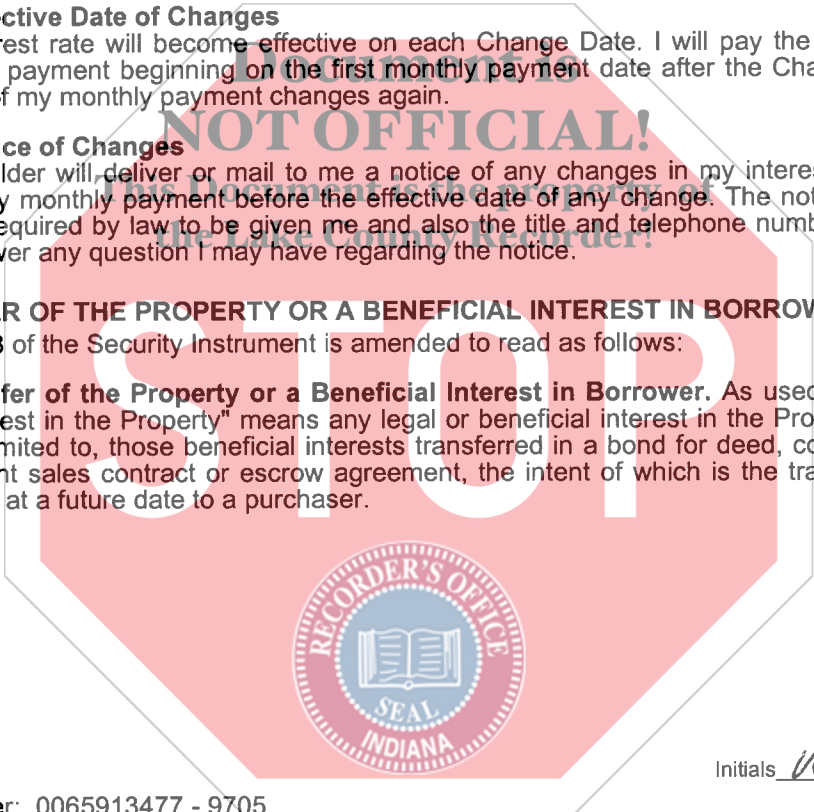 ctive Date of Changes
rest rate will become effective on each Change Date. I will pay the
payment beginning on the first monthly payment date after the Cha
f my monthly payment changes again.
ce of Changes
lder will deliver or mail to me a notice of any changes in my interes
y monthly payment before the effective date of any change. The not
equired by law to be given me and also the title and telephone numb
ver any question I may have regarding the notice.
Document is
NOT OFFICIAL!
This Document is the property of
the Lake County Recorder!
R OF THE PROPERTY OR A BENEFICIAL INTEREST IN BORROW
of the Security Instrument is amended to read as follows:
fer of the Property or a Beneficial Interest in Borrower. As used
est in the Property" means any legal or beneficial interest in the Pro
mited to, those beneficial interests transferred in a bond for deed, co
nt sales contract or escrow agreement, the intent of which is the tra
at a future date to a purchaser.
STOP
RECORDER'S OFFICE
SEAL
INDIANA
Initials
er: 0065913477 - 9705